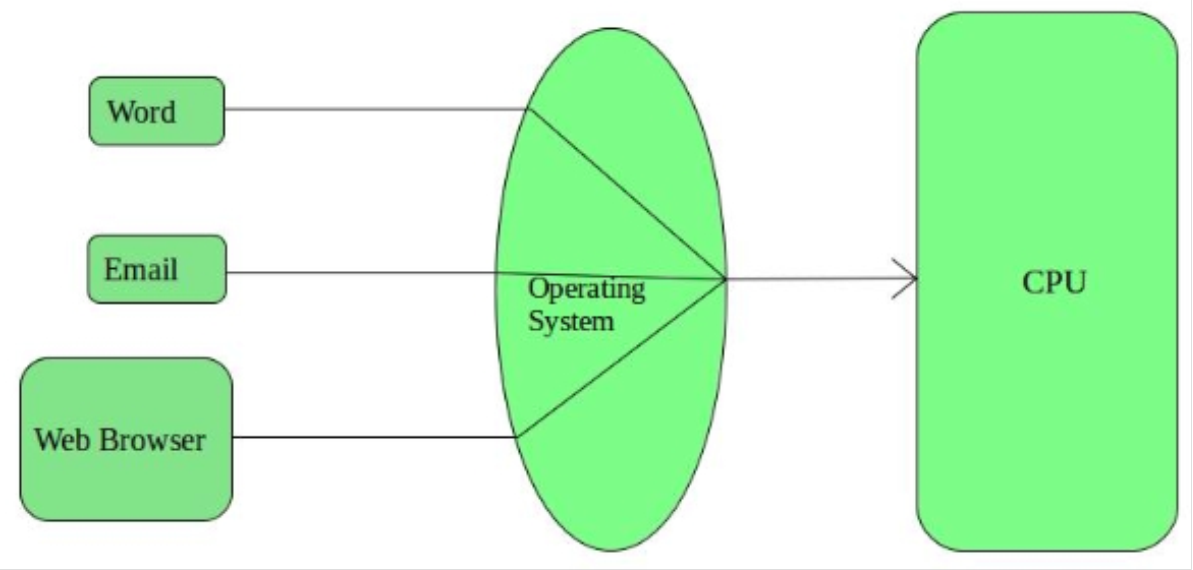 Word
Email
Web Browser
Operating
System
CPU